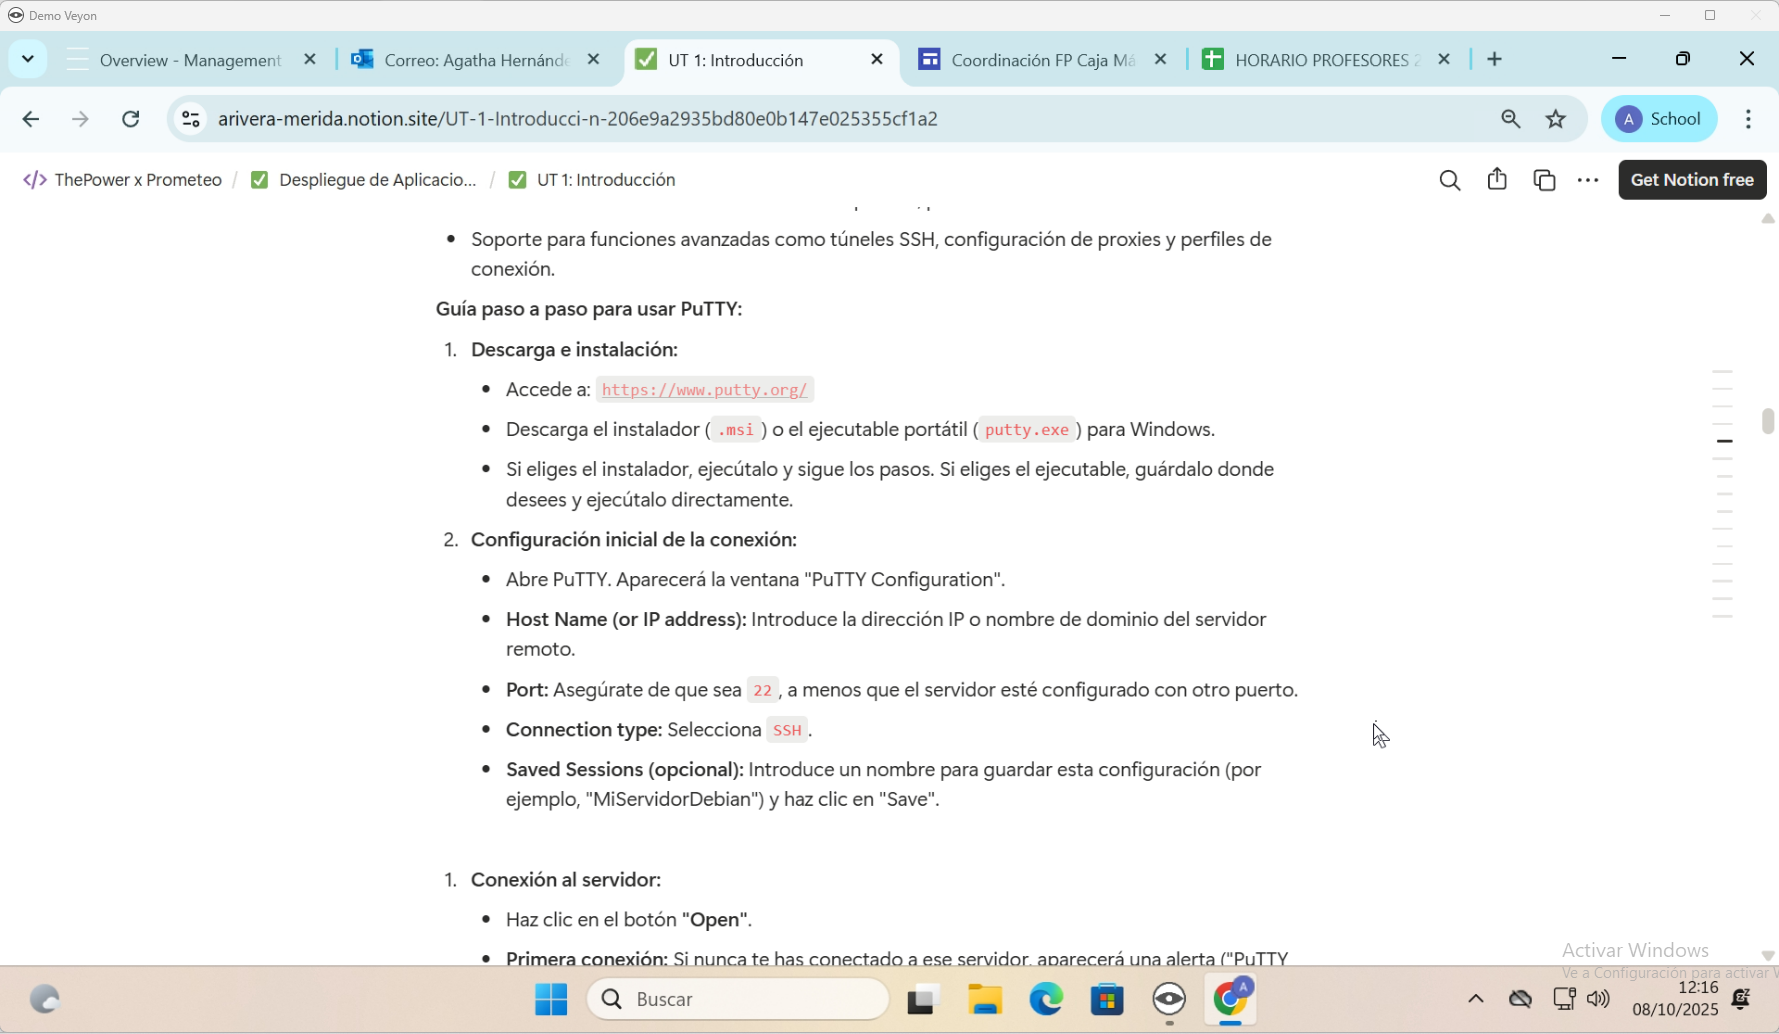 Demo Veyon
Overview - Management
Correo: Agatha Hernánde
UT 1: Introducción
Coordinación FP Caja Má
HORARIO PROFESORES 2
arivera-merida.notion.site/UT-1-Introducci-n-206e9a2935bd80e0b147e025355cf1a2
A School
ThePower x Prometeo / Despliegue de Aplicacio... / UT 1: Introducción
Get Notion free
• Soporte para funciones avanzadas como túneles SSH, configuración de proxies y perfiles de
conexión.
Guía paso a paso para usar PuTTY:
1. Descarga e instalación:
• Accede a: https://www.putty.org/
• Descarga el instalador ( .msi ) o el ejecutable portátil ( putty.exe ) para Windows.
• Si eliges el instalador, ejecútalo y sigue los pasos. Si eliges el ejecutable, guárdalo donde
desees y ejecútalo directamente.
2. Configuración inicial de la conexión:
• Abre PuTTY. Aparecerá la ventana "PuTTY Configuration".
• Host Name (or IP address): Introduce la dirección IP o nombre de dominio del servidor
remoto.
• Port: Asegúrate de que sea 22 , a menos que el servidor esté configurado con otro puerto.
• Connection type: Selecciona SSH .
• Saved Sessions (opcional): Introduce un nombre para guardar esta configuración (por
ejemplo, "MiServidorDebian") y haz clic en "Save".
1. Conexión al servidor:
• Haz clic en el botón "Open".
• Primera conexión: Si nunca te has conectado a ese servidor, aparecerá una alerta ("PuTTY
Activar Windows
Ve a Configuración para activar W
Buscar
A
12:16
08/10/2025